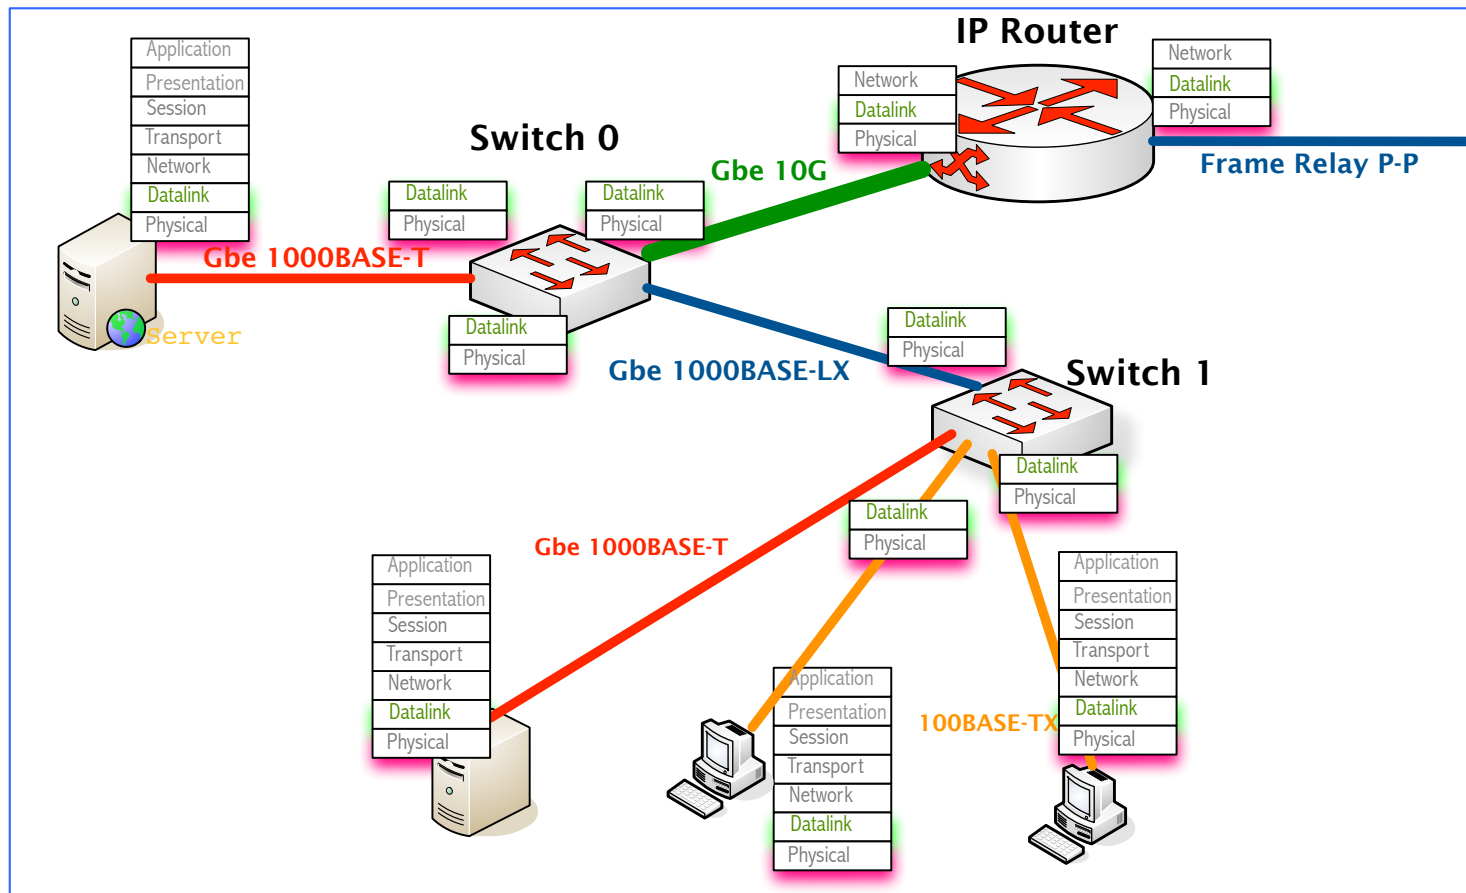 IP Router
Application
Presentation
Session
Transport
Network
Datalink
Physical
Network
Datalink
Physical
Network
Datalink
Physical
Switch 0
Gbe 10G
Frame Relay P-P
Datalink
Physical
Datalink
Physical
Gbe 1000BASE-T
Server
Datalink
Physical
Gbe 1000BASE-LX
Datalink
Physical
Switch 1
Datalink
Physical
Datalink
Physical
Gbe 1000BASE-T
Application
Presentation
Session
Transport
Network
Datalink
Physical
Application
Presentation
Session
Transport
Network
Datalink
Physical
100BASE-TX
Application
Presentation
Session
Transport
Network
Datalink
Physical